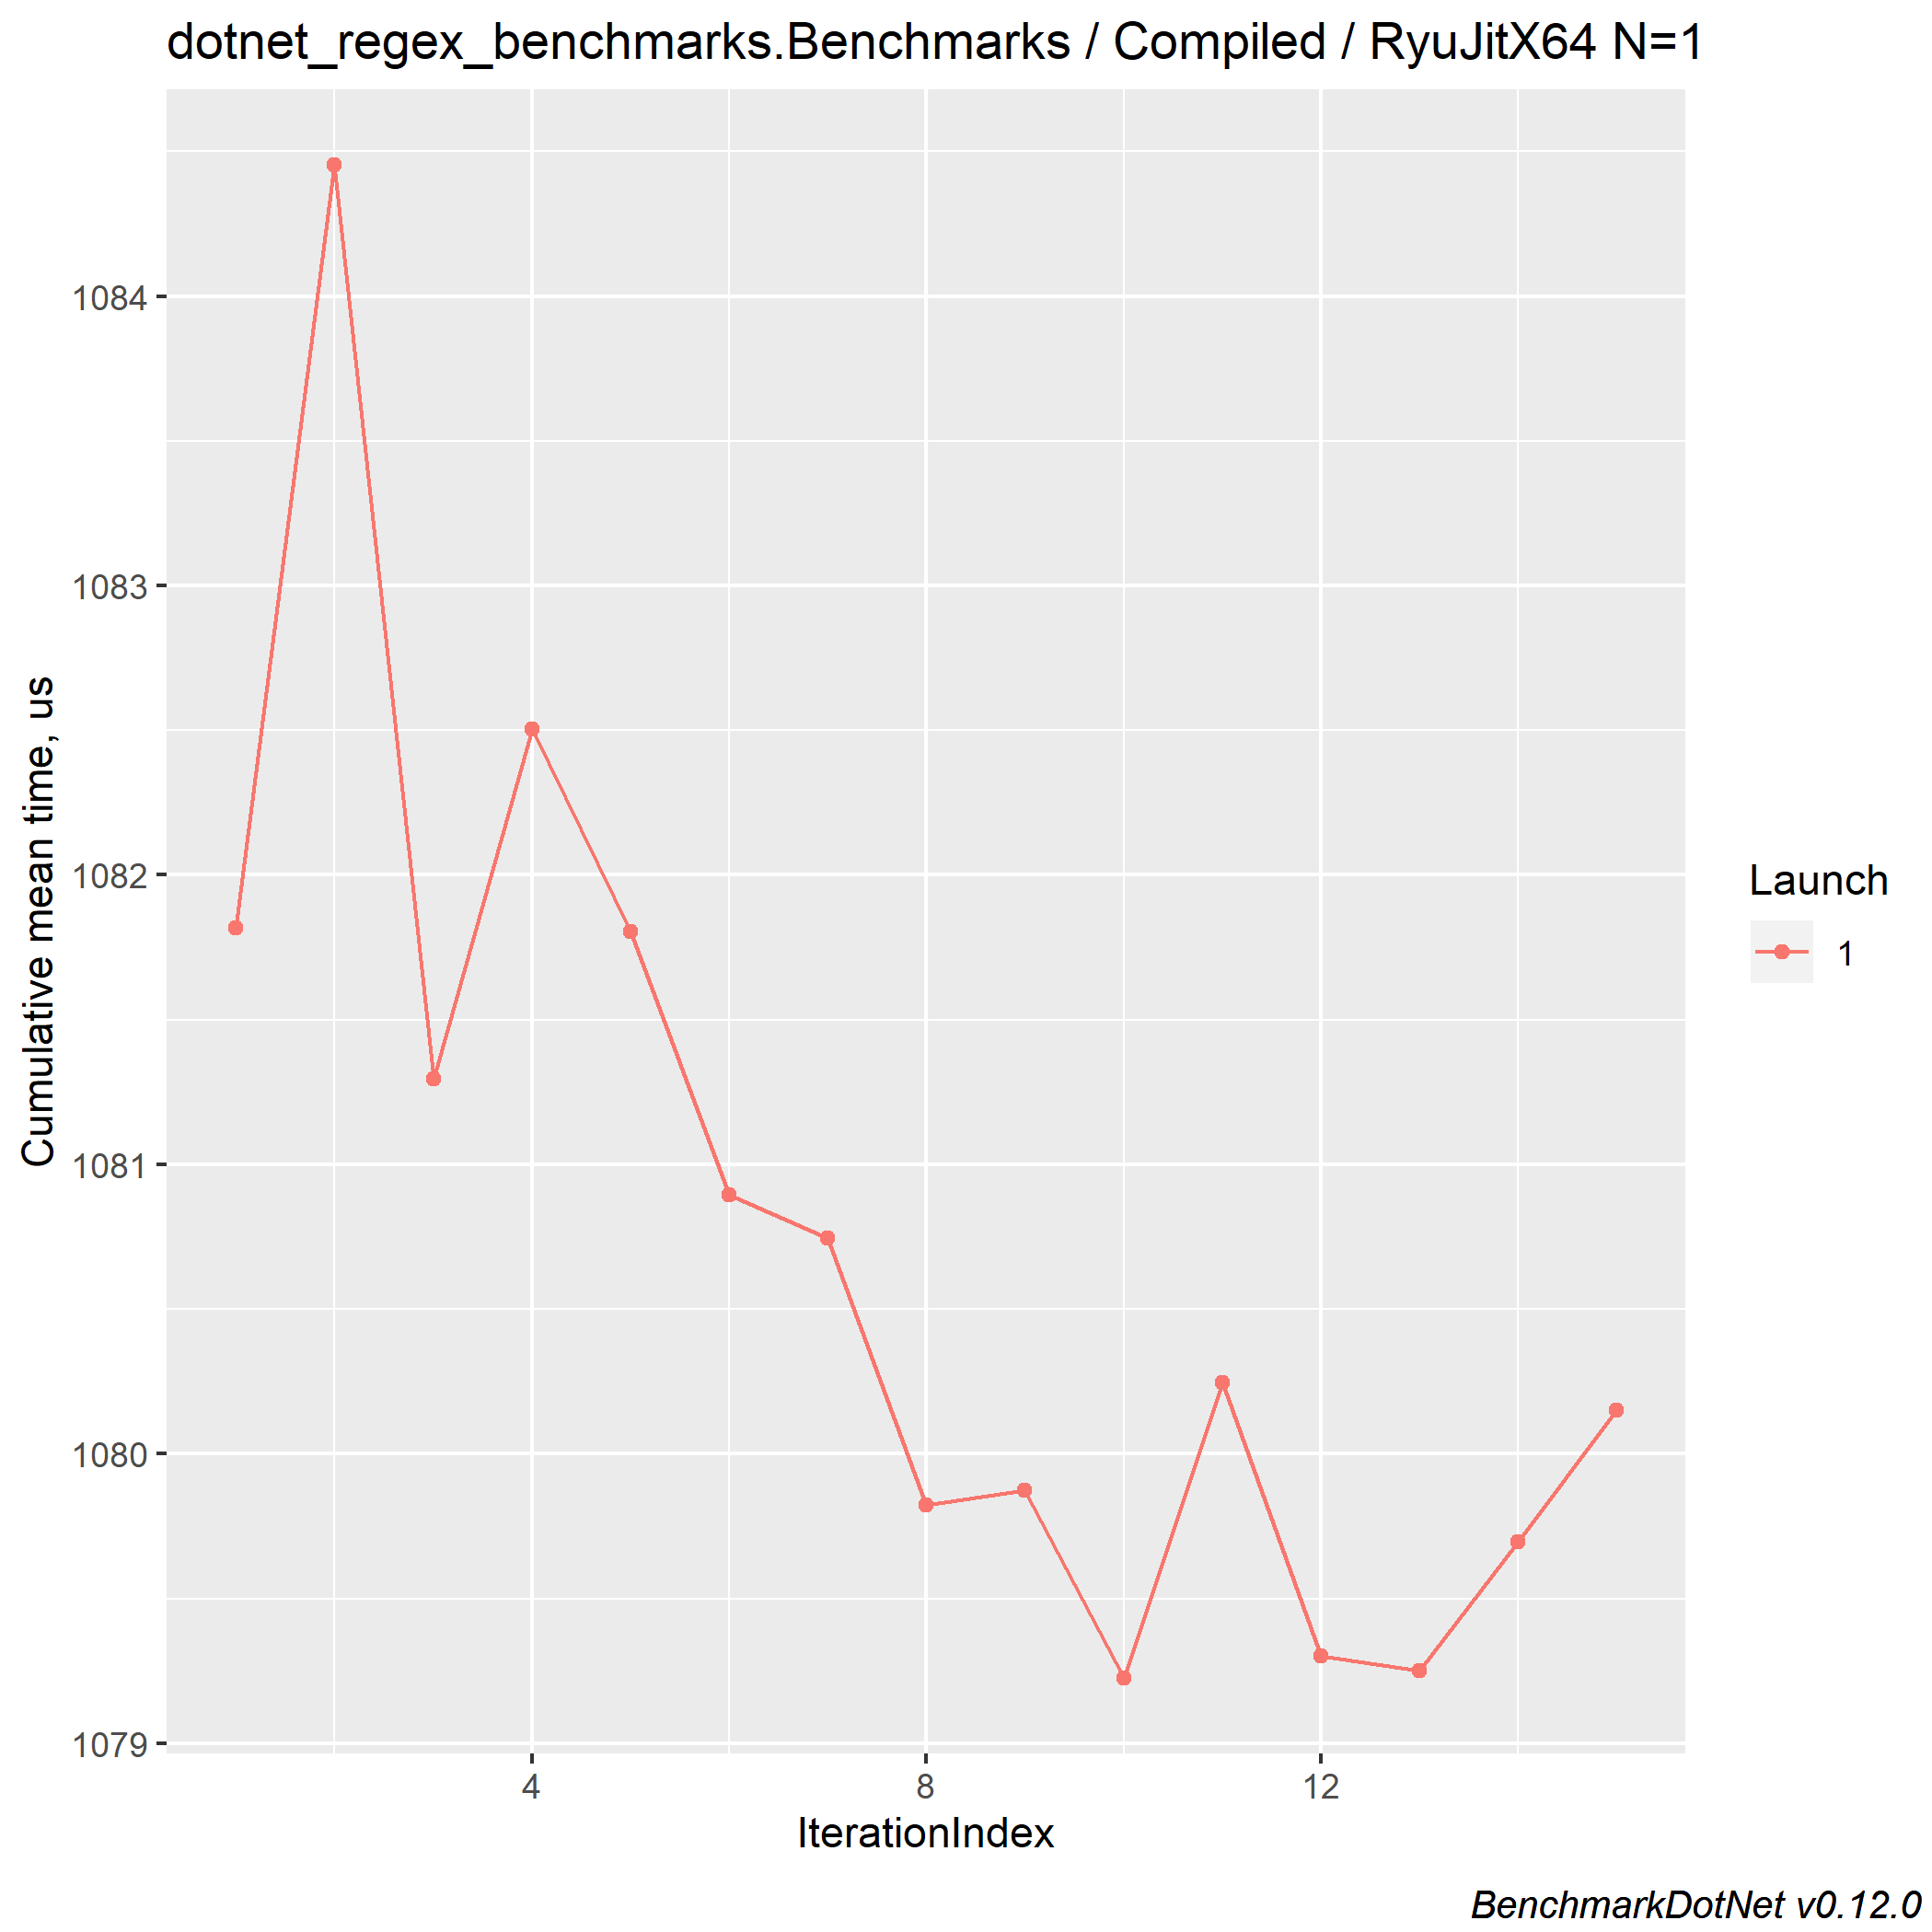 dotnet_regex_benchmarks.Benchmarks / Compiled / RyuJitX64 N=1
Cumulative mean time, us
1084
1083
1082
1081
1080
1079
4
8
12
IterationIndex
Launch
1
BenchmarkDotNet v0.12.0